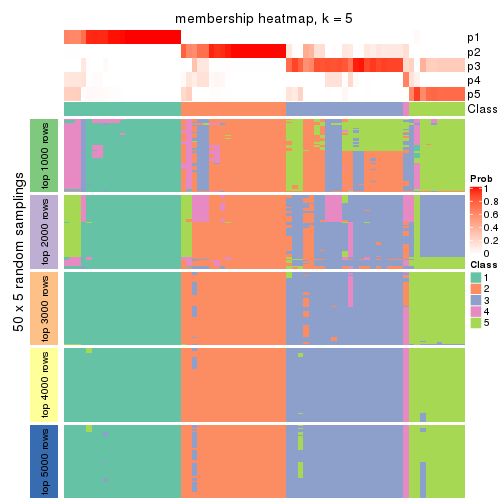 membership heatmap, k = 5
p1
p2
p3
p4
p5
Class
50 x 5 random samplings
top 1000 rows
top 2000 rows
top 3000 rows
top 4000 rows
top 5000 rows
Prob
1
0.8
0.6
0.4
0.2
0
Class
1
2
3
4
5